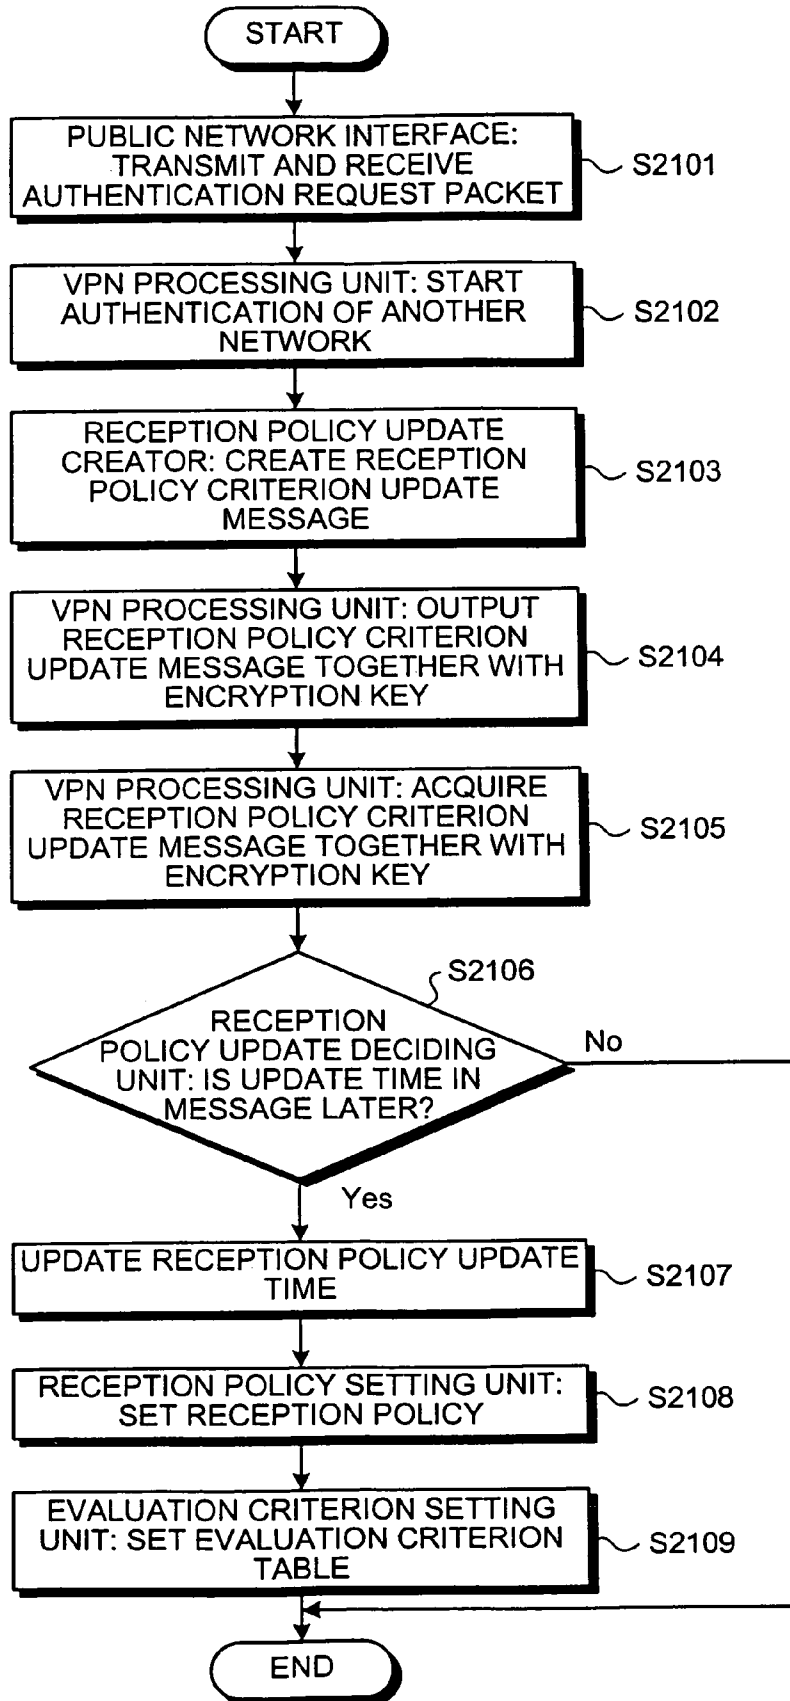 START
PUBLIC NETWORK INTERFACE:
TRANSMIT AND RECEIVE
AUTHENTICATION REQUEST PACKET
S2101
VPN PROCESSING UNIT: START
AUTHENTICATION OF ANOTHER
NETWORK
S2102
RECEPTION POLICY UPDATE
CREATOR: CREATE RECEPTION
POLICY CRITERION UPDATE
MESSAGE
S2103
VPN PROCESSING UNIT: OUTPUT
RECEPTION POLICY CRITERION
UPDATE MESSAGE TOGETHER WITH
ENCRYPTION KEY
S2104
VPN PROCESSING UNIT: ACQUIRE
RECEPTION POLICY CRITERION
UPDATE MESSAGE TOGETHER WITH
ENCRYPTION KEY
S2105
S2106
RECEPTION
POLICY UPDATE DECIDING
UNIT: IS UPDATE TIME IN
MESSAGE LATER?
No
Yes
UPDATE RECEPTION POLICY UPDATE
TIME
S2107
RECEPTION POLICY SETTING UNIT:
SET RECEPTION POLICY
S2108
EVALUATION CRITERION SETTING
UNIT: SET EVALUATION CRITERION
TABLE
S2109
END